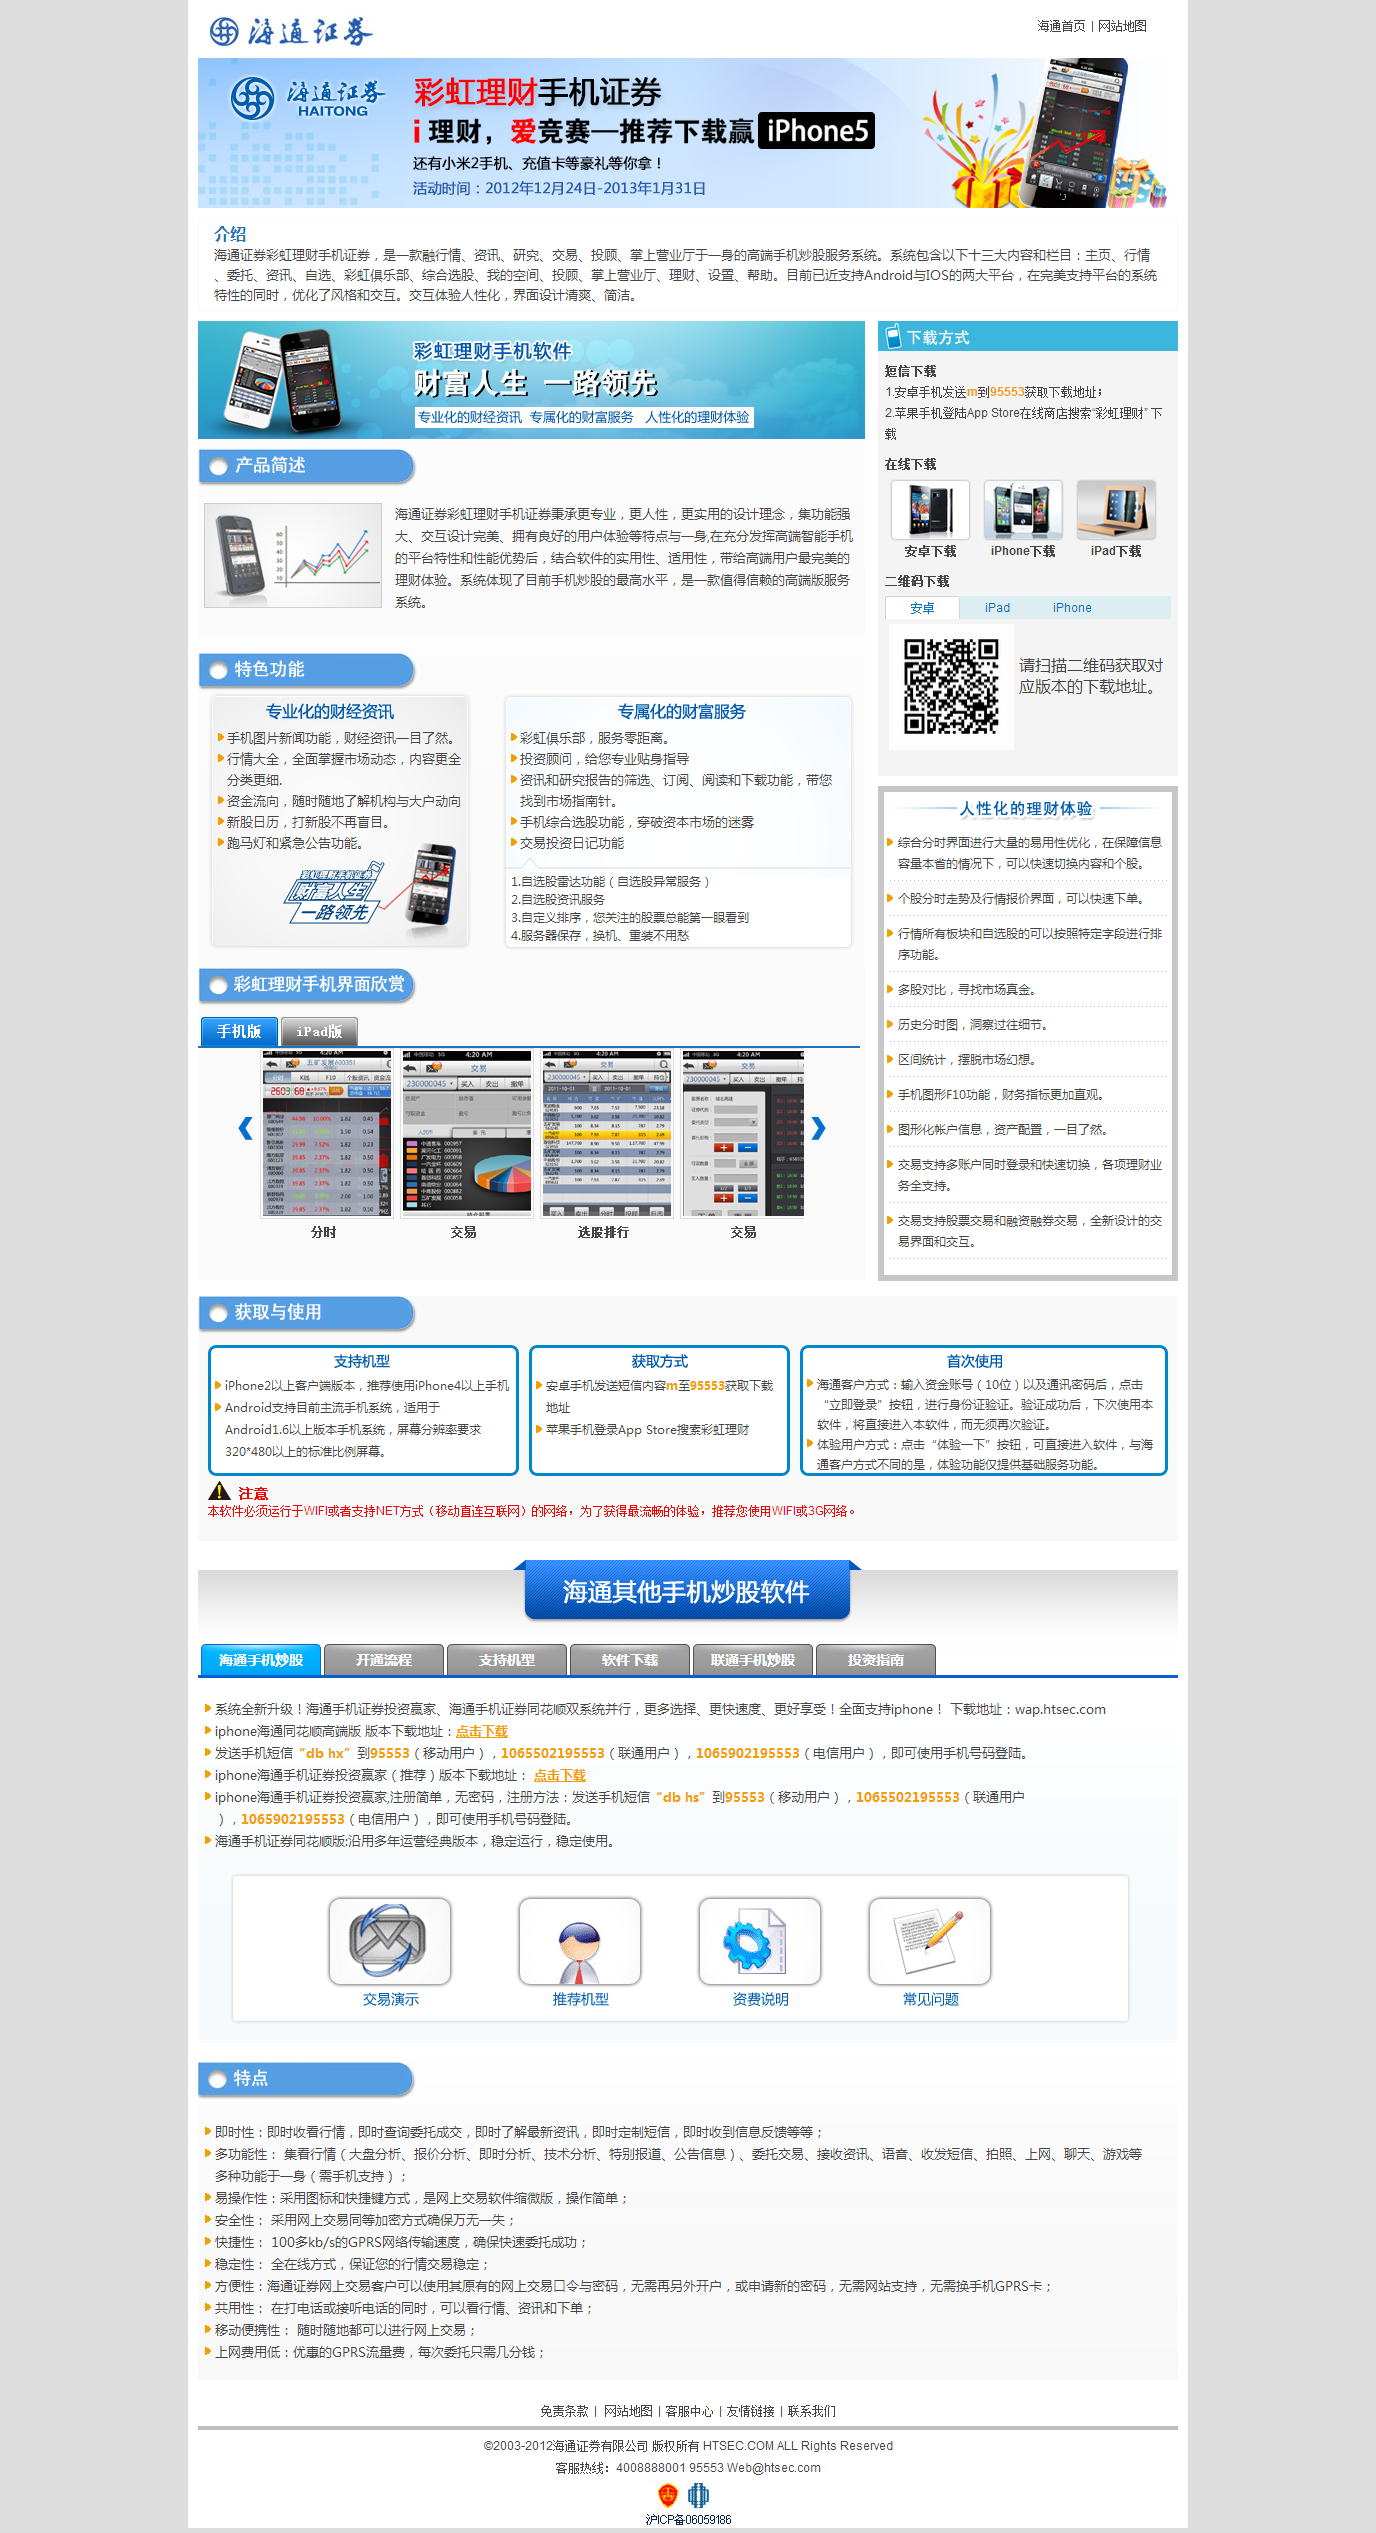 海通证券
海通首页 | 网站地图
海通证券
HAITONG
彩虹理财手机证券
i 理财，爱竞赛—推荐下载赢 iPhone5
还有小米2手机、充值卡等豪礼等你拿！
活动时间：2012年12月24日-2013年1月31日
介绍
海通证券彩虹理财手机证券，是一款融行情、资讯、研究、交易、投顾、掌上营业厅于一身的高端手机炒股服务系统。系统包含以下十三大内容和栏目：主页、行情
、委托、资讯、自选、彩虹俱乐部、综合选股、我的空间、投顾、掌上营业厅、理财、设置、帮助。目前已近支持Android与IOS的两大平台，在完美支持平台的系统
特性的同时，优化了风格和交互。交互体验人性化，界面设计清爽、简洁。
彩虹理财手机软件
财富人生 一路领先
专业化的财经资讯 专属化的财富服务 人性化的理财体验
产品简述
海通证券彩虹理财手机证券秉承更专业，更人性，更实用的设计理念，集功能强
大、交互设计完美、拥有良好的用户体验等特点与一身,在充分发挥高端智能手机
的平台特性和性能优势后，结合软件的实用性、适用性，带给高端用户最完美的
理财体验。系统体现了目前手机炒股的最高水平，是一款值得信赖的高端版服务
系统。
特色功能
专业化的财经资讯
手机图片新闻功能，财经资讯一目了然。
行情大全，全面掌握市场动态，内容更全
分类更细.
资金流向，随时随地了解机构与大户动向
新股日历，打新股不再盲目。
跑马灯和紧急公告功能。
彩虹理财手机证券
财富人生
一路领先
专属化的财富服务
彩虹俱乐部，服务零距离。
投资顾问，给您专业贴身指导
资讯和研究报告的筛选、订阅、阅读和下载功能，带您
找到市场指南针。
手机综合选股功能，穿破资本市场的迷雾
交易投资日记功能
1.自选股雷达功能（自选股异常服务）
2.自选股资讯服务
3.自定义排序，您关注的股票总能第一眼看到
4.服务器保存，换机、重装不用愁
彩虹理财手机界面欣赏
手机版
iPad版
分时
交易
选股排行
交易
下载方式
短信下载
1.安卓手机发送m到95553获取下载地址；
2.苹果手机登陆App Store在线商店搜索“彩虹理财” 下
载
在线下载
安卓下载
iPhone下载
iPad下载
二维码下载
安卓
iPad
iPhone
请扫描二维码获取对
应版本的下载地址。
人性化的理财体验
综合分时界面进行大量的易用性优化，在保障信息
容量本省的情况下，可以快速切换内容和个股。
个股分时走势及行情报价界面，可以快速下单。
行情所有板块和自选股的可以按照特定字段进行排
序功能。
多股对比，寻找市场真金。
历史分时图，洞察过往细节。
区间统计，摆脱市场幻想。
手机图形F10功能，财务指标更加直观。
图形化帐户信息，资产配置，一目了然。
交易支持多账户同时登录和快速切换，各项理财业
务全支持。
交易支持股票交易和融资融券交易，全新设计的交
易界面和交互。
获取与使用
支持机型
iPhone2以上客户端版本，推荐使用iPhone4以上手机
Android支持目前主流手机系统，适用于
Android1.6以上版本手机系统，屏幕分辨率要求
320*480以上的标准比例屏幕。
获取方式
安卓手机发送短信内容m至95553获取下载
地址
苹果手机登录App Store搜索彩虹理财
首次使用
海通客户方式：输入资金账号（10位）以及通讯密码后，点击
“立即登录”按钮，进行身份证验证。验证成功后，下次使用本
软件，将直接进入本软件，而无须再次验证。
体验用户方式：点击“体验一下”按钮，可直接进入软件，与海
通客户方式不同的是，体验功能仅提供基础服务功能。
注意
本软件必须运行于WIFI或者支持NET方式（移动直连互联网）的网络，为了获得最流畅的体验，推荐您使用WIFI或3G网络。
海通其他手机炒股软件
海通手机炒股
开通流程
支持机型
软件下载
联通手机炒股
投资指南
系统全新升级！海通手机证券投资赢家、海通手机证券同花顺双系统并行，更多选择、更快速度、更好享受！全面支持iphone！ 下载地址：wap.htsec.com
iphone海通同花顺高端版 版本下载地址：点击下载
发送手机短信“db hx”到95553（移动用户），1065502195553（联通用户），1065902195553（电信用户），即可使用手机号码登陆。
iphone海通手机证券投资赢家（推荐）版本下载地址： 点击下载
iphone海通手机证券投资赢家,注册简单，无密码，注册方法：发送手机短信“db hs”到95553（移动用户），1065502195553（联通用户
），1065902195553（电信用户），即可使用手机号码登陆。
海通手机证券同花顺版:沿用多年运营经典版本，稳定运行，稳定使用。
交易演示
推荐机型
资费说明
常见问题
特点
即时性：即时收看行情，即时查询委托成交，即时了解最新资讯，即时定制短信，即时收到信息反馈等等；
多功能性： 集看行情（大盘分析、报价分析、即时分析、技术分析、特别报道、公告信息）、委托交易、接收资讯、语音、收发短信、拍照、上网、聊天、游戏等
多种功能于一身（需手机支持）；
易操作性：采用图标和快捷键方式，是网上交易软件缩微版，操作简单；
安全性： 采用网上交易同等加密方式确保万无一失；
快捷性： 100多kb/s的GPRS网络传输速度，确保快速委托成功；
稳定性： 全在线方式，保证您的行情交易稳定；
方便性：海通证券网上交易客户可以使用其原有的网上交易口令与密码，无需再另外开户，或申请新的密码，无需网站支持，无需换手机GPRS卡；
共用性： 在打电话或接听电话的同时，可以看行情、资讯和下单；
移动便携性： 随时随地都可以进行网上交易；
上网费用低：优惠的GPRS流量费，每次委托只需几分钱；
免责条款 | 网站地图 | 客服中心 | 友情链接 | 联系我们
©2003-2012海通证券有限公司 版权所有 HTSEC.COM ALL Rights Reserved
客服热线：4008888001 95553 Web@htsec.com
沪ICP备06059186